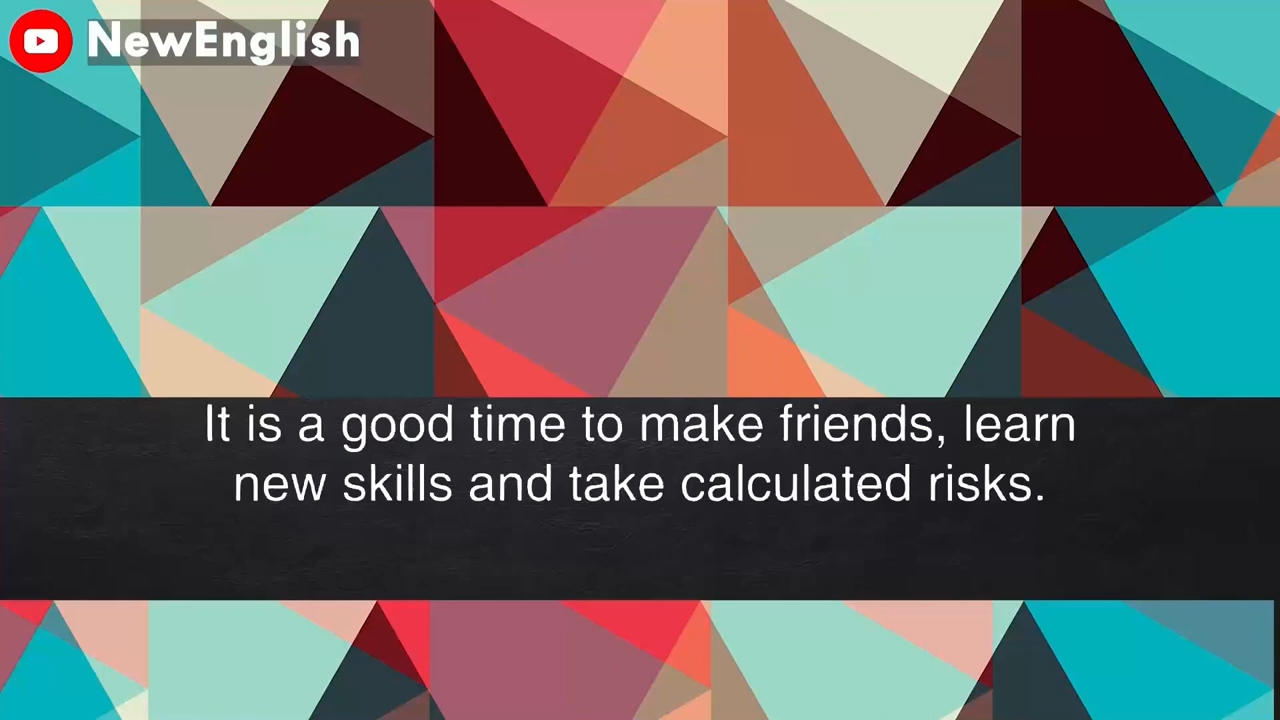 NewEnglish
It is a good time to make friends, learn
new skills and take calculated risks.